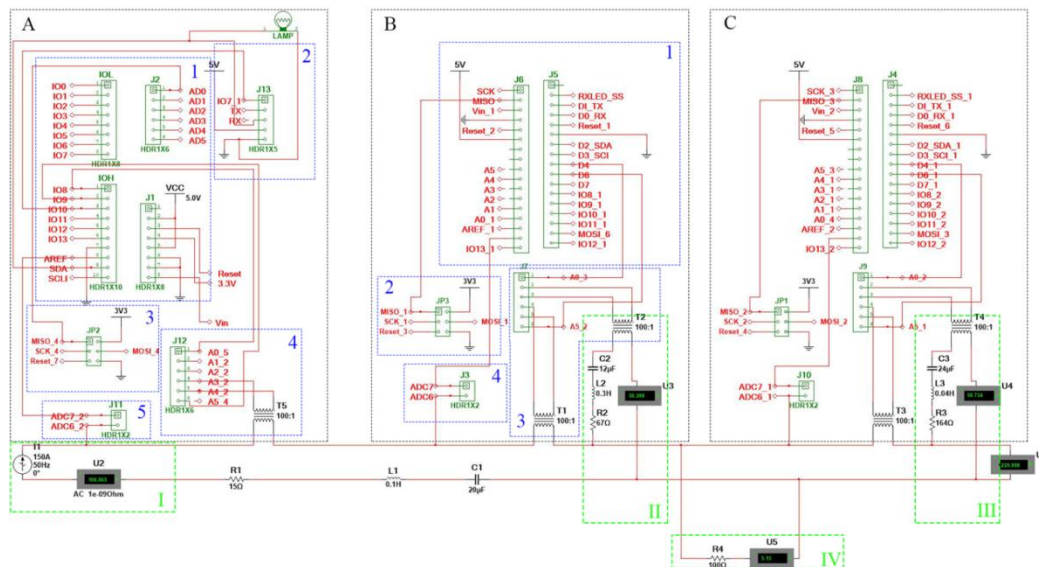 A
B
C
LAMP
1
2
5V
J13
IO7_1
TX
RX
HDR1X5
1
IOL
IO0
IO1
IO2
IO3
IO4
IO5
IO6
IO7
HDR1X8
J2
AD0
AD1
AD2
AD3
AD4
AD5
HDR1X6
IOH
IO8
IO9
IO10
IO11
IO12
IO13
AREF
SDA
SCLI
HDR1X10
VCC
5.0V
J1
HDR1X8
Reset
3.3V
Vin
3
3V3
JP2
MISO_4
SCK_4
Reset_7
MOSI_4
4
J12
A0_5
A1_2
A2_2
A3_2
A4_2
A5_4
HDR1X6
T5
100:1
5
J11
ADC7_2
ADC6_2
HDR1X2
I1
150A
50Hz
0°
U2
AC 1e-09Ohm
I
R1
15Ω
L1
0.1H
C1
20µF
1
5V
J6
J5
SCK
MISO
Vin_1
Reset_2
A5
A4
A3
A2
A1
A0_1
AREF_1
IO13_1
RXLED_SS
DI_TX
D0_RX
Reset_1
D2_SDA
D3_SCI
D4
D6
D7
IO8_1
IO9_1
IO10_1
IO11_1
MOSI_6
IO12_1
2
3V3
JP3
MISO_1
SCK_1
Reset_3
MOSI_1
J7
A0_3
A5_2
3
4
J3
ADC7
ADC6
HDR1X2
T1
100:1
T2
100:1
C2
12µF
L2
0.3H
R2
67Ω
U3
II
5V
J8
J4
SCK_3
MISO_3
Vin_2
Reset_5
A5_3
A4_1
A3_1
A2_1
A1_1
A0_4
AREF_2
IO13_2
RXLED_SS_1
DI_TX_1
D0_RX_1
Reset_6
D2_SDA_1
D3_SCI_1
D4_1
D6_1
D7_1
IO8_2
IO9_2
IO10_2
IO11_2
MOSI_3
IO12_2
3V3
JP1
MISO_2
SCK_2
Reset_4
MOSI_2
J9
A0_2
J10
ADC7_1
ADC6_1
HDR1X2
T3
100:1
T4
100:1
C3
24µF
L3
0.04H
R3
164Ω
U4
III
U
R4
100Ω
U5
IV